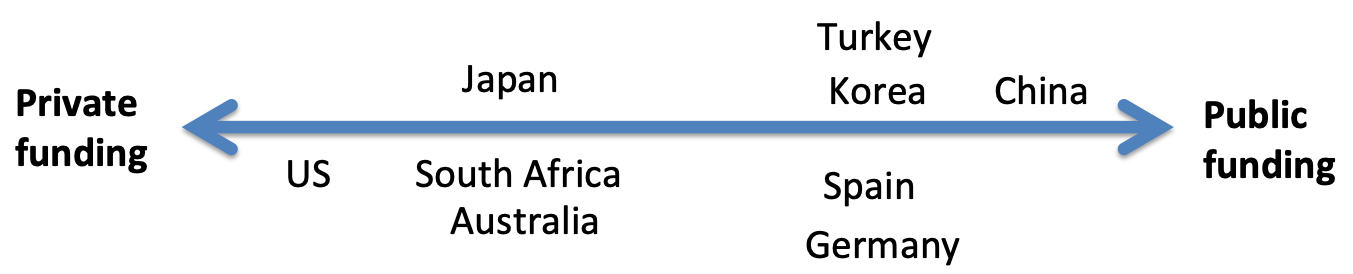 Private
funding
Japan
Turkey
Korea
China
US
South Africa
Australia
Spain
Germany
Public
funding